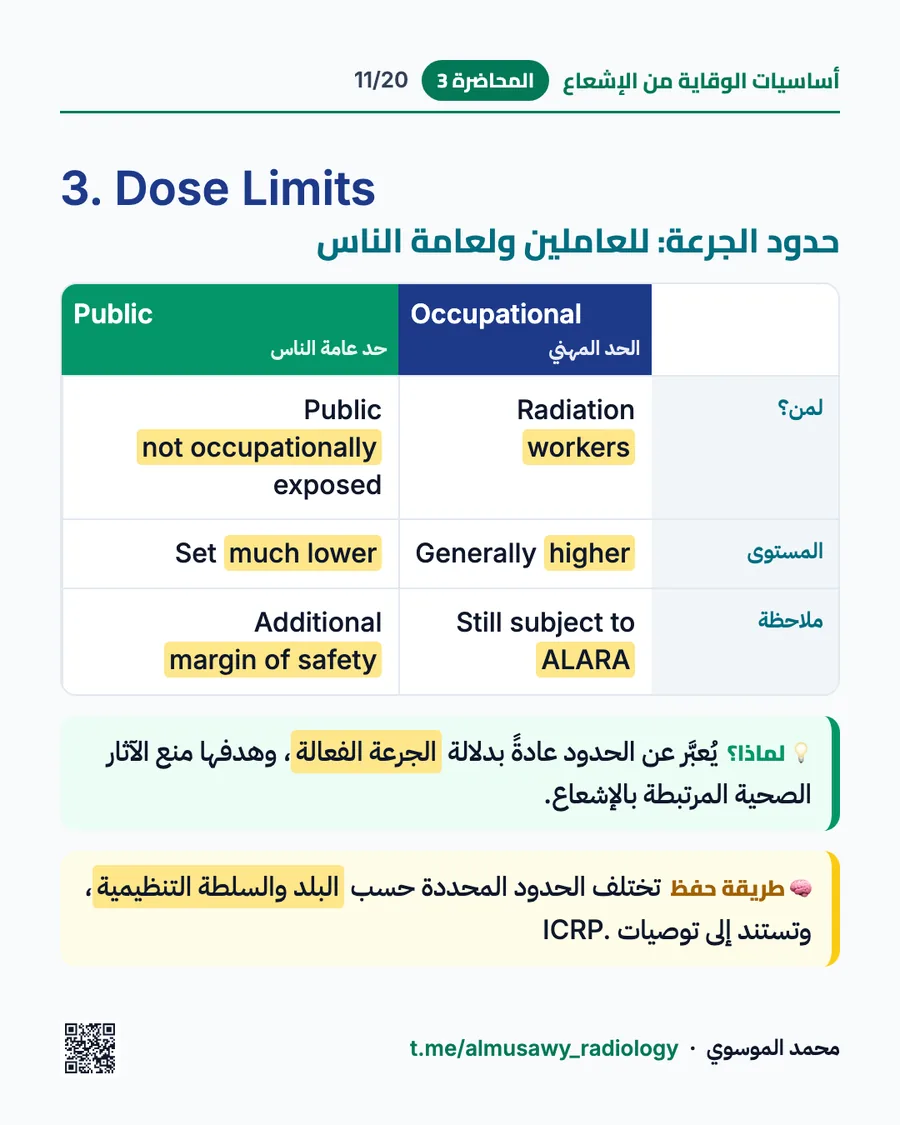 أساسيات الوقاية من الإشعاع المحاضرة 3 11/20
3. Dose Limits
حدود الجرعة: للعاملين ولعامة الناس
Occupational
الحد المهني
Public
حد عامة الناس
لمن؟
Radiation
workers
Public
not occupationally
exposed
المستوى
Generally higher
Set much lower
ملاحظة
Still subject to
ALARA
Additional
margin of safety
💡 لماذا؟ يُعبَّر عن الحدود عادةً بدلالة الجرعة الفعالة، وهدفها منع الآثار
الصحية المرتبطة بالإشعاع.
🧠 طريقة حفظ تختلف الحدود المحددة حسب البلد والسلطة التنظيمية،
وتستند إلى توصيات ICRP.
محمد الموسوي · t.me/almusawy_radiology